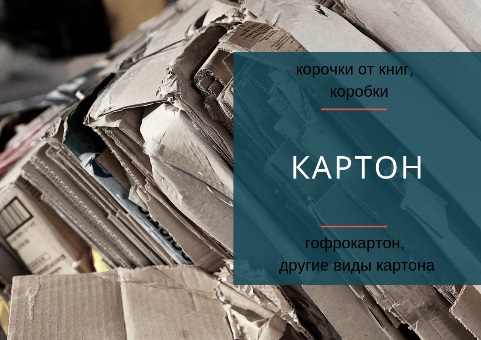 корочки от книг,
коробки
КАРТОН
гофрокартон,
другие виды картона